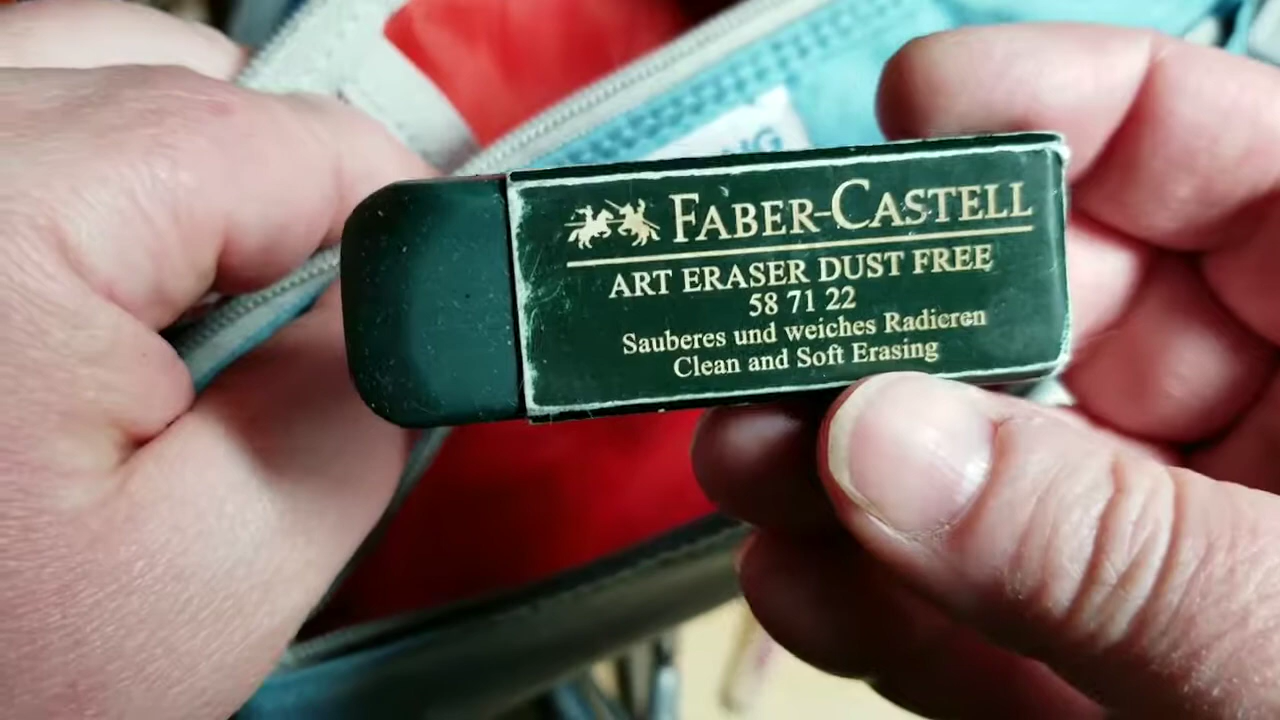 FABER-CASTELL
ART ERASER DUST FREE
58 71 22
Sauberes und weiches Radieren
Clean and Soft Erasing